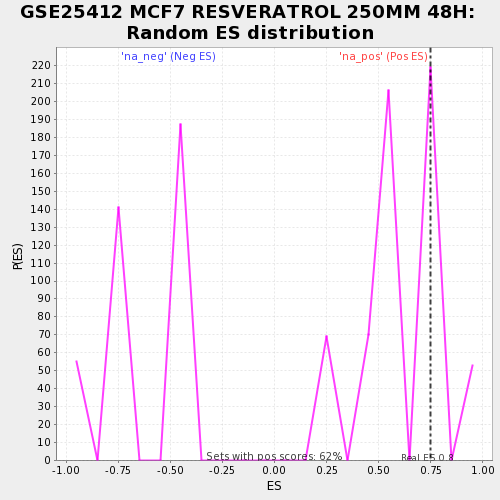 GSE25412 MCF7 RESVERATROL 250MM 48H:
Random ES distribution
'na_neg' (Neg ES)
'na_pos' (Pos ES)
220
210
200
190
180
170
160
150
140
130
120
110
100
90
80
70
60
50
40
30
20
10
0
P(ES)
Sets with pos scores: 62%
Real ES 0.8
-1.00 -0.75 -0.50 -0.25 0.00 0.25 0.50 0.75 1.00
ES